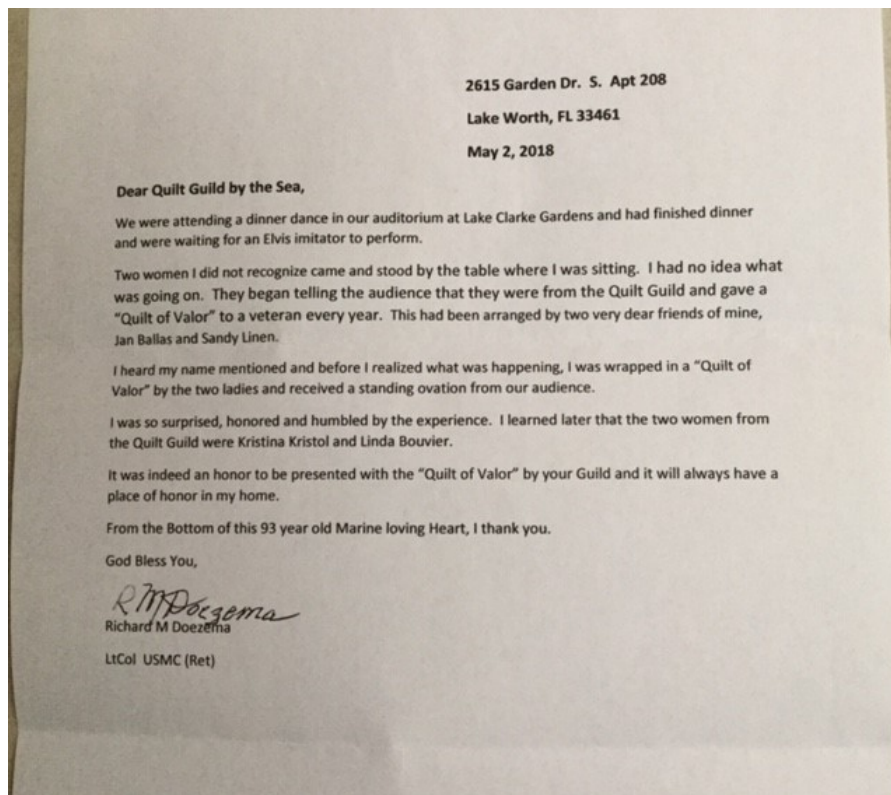 2615 Garden Dr. S. Apt 208
Lake Worth, FL 33461
May 2, 2018
Dear Quilt Guild by the Sea,
We were attending a dinner dance in our auditorium at Lake Clarke Gardens and had finished dinner
and were waiting for an Elvis imitator to perform.
Two women I did not recognize came and stood by the table where I was sitting. I had no idea what
was going on. They began telling the audience that they were from the Quilt Guild and gave a
“Quilt of Valor” to a veteran every year. This had been arranged by two very dear friends of mine,
Jan Ballas and Sandy Linen.
I heard my name mentioned and before I realized what was happening, I was wrapped in a “Quilt of
Valor” by the two ladies and received a standing ovation from our audience.
I was so surprised, honored and humbled by the experience. I learned later that the two women from
the Quilt Guild were Kristina Kristol and Linda Bouvier.
It was indeed an honor to be presented with the “Quilt of Valor” by your Guild and it will always have a
place of honor in my home.
From the Bottom of this 93 year old Marine loving Heart, I thank you.
God Bless You,
R M Doezema
Richard M Doezema
LtCol USMC (Ret)